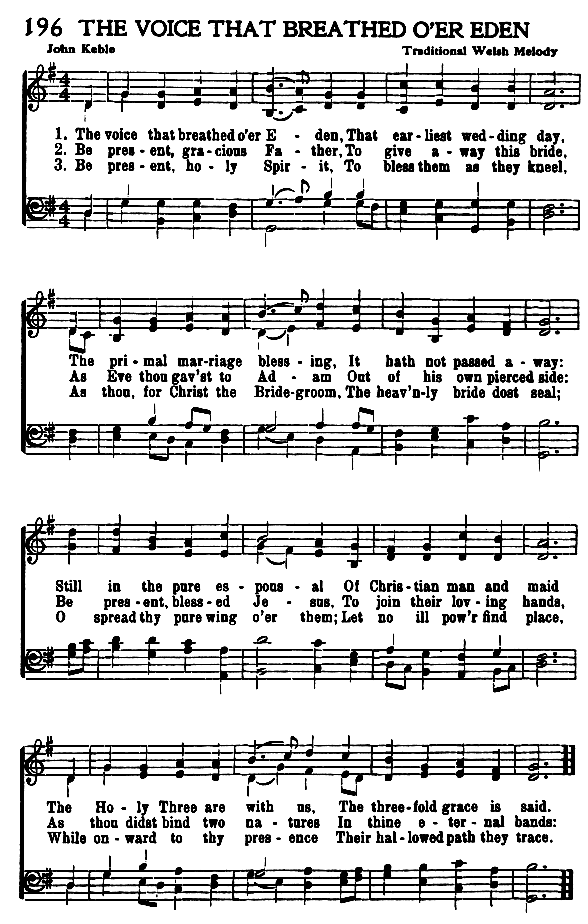 196 THE VOICE THAT BREATHED O'ER EDEN
John Keble Traditional Welsh Melody
1. The voice that breathed o'er E - den, That ear - liest wed - ding day,
2. Be pres - ent, gra - cious Fa - ther, To give a - way this bride,
3. Be pres - ent, ho - ly Spir - it, To bless them as they kneel,
The pri - mal mar - riage bless - ing, It hath not passed a - way:
As Eve thou gav'st to Ad - am Out of his own pierced side:
As thou, for Christ the Bride - groom, The heav'n - ly bride dost seal;
Still in the pure es - pous - al Of Chris - tian man and maid
Be pres - ent, bless - ed Je - sus, To join their lov - ing hands,
O spread thy pure wing o'er them; Let no ill pow'r find place,
The Ho - ly Three are with us, The three - fold grace is said.
As thou didst bind two na - tures In thine e - ter - nal bands:
While on - ward to thy pres - ence Their hal - lowed path they trace.